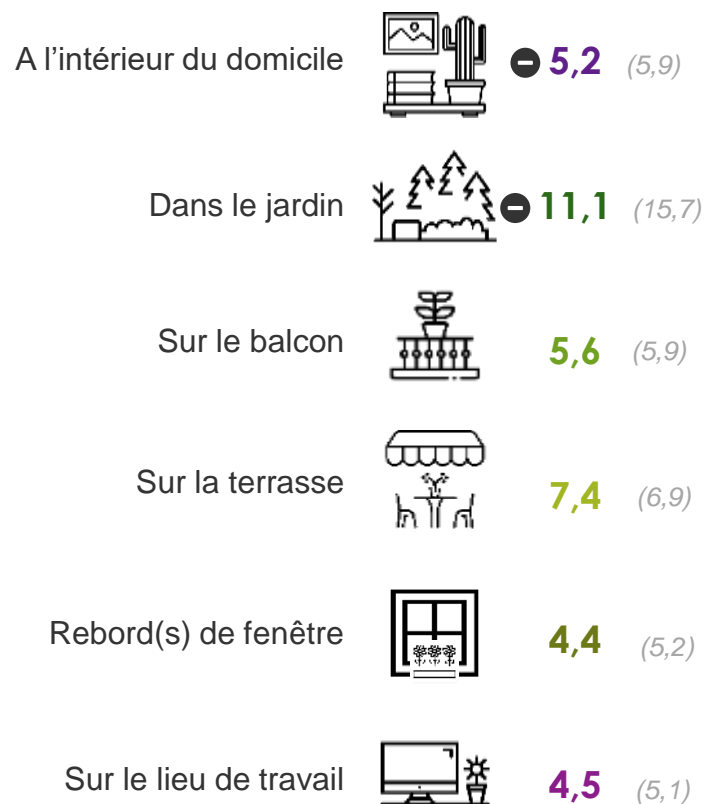 A l'intérieur du domicile 5,2 (5,9)
Dans le jardin 11,1 (15,7)
Sur le balcon 5,6 (5,9)
Sur la terrasse 7,4 (6,9)
Rebord(s) de fenêtre 4,4 (5,2)
Sur le lieu de travail 4,5 (5,1)